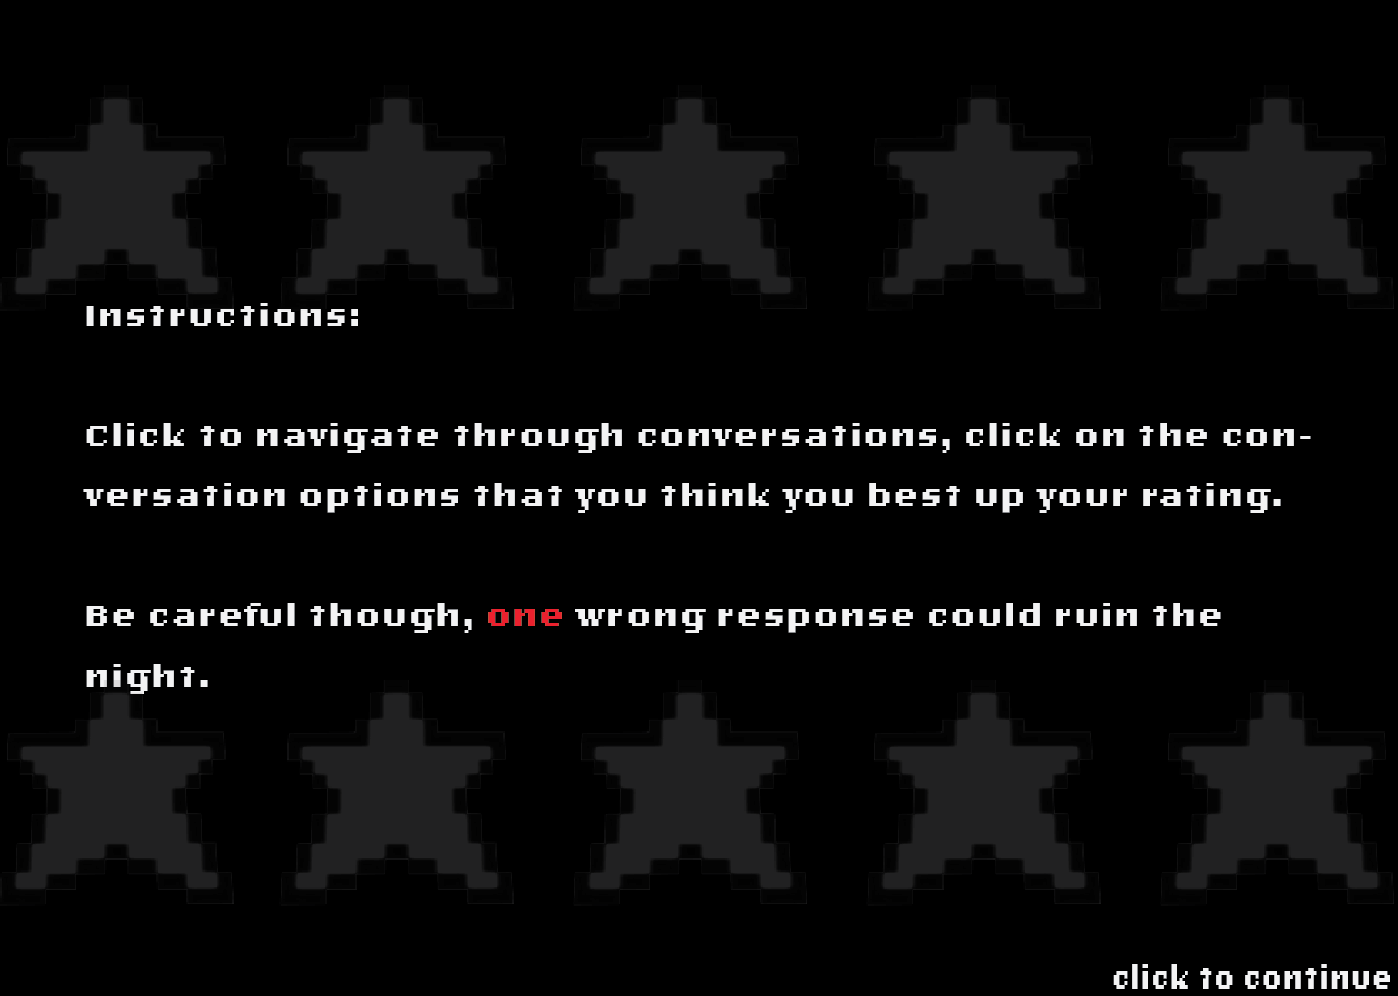 Instructions:
Click to navigate through conversations, click on the con-
versation options that you think you best up your rating.
Be careful though, one wrong response could ruin the
night.
click to continue